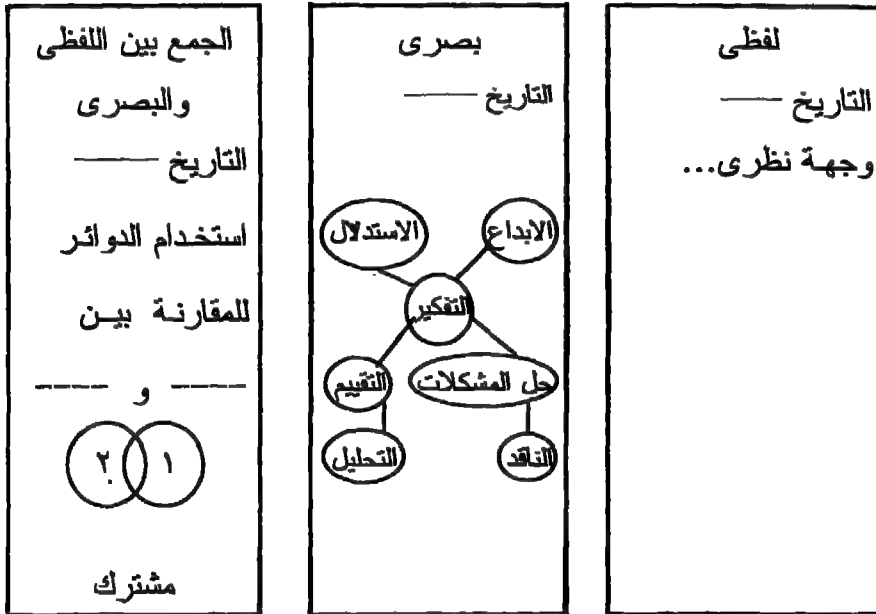 لفظى
التاريخ ——
وجهة نظرى...
بصرى
التاريخ ——
الابداع
الاستدلال
التفكير
حل المشكلات
التقييم
الناقد
التحليل
الجمع بين اللفظى
والبصرى
التاريخ ——
استخدام الدوائر
للمقارنة بين
---- و ----
١ ٢
مشترك